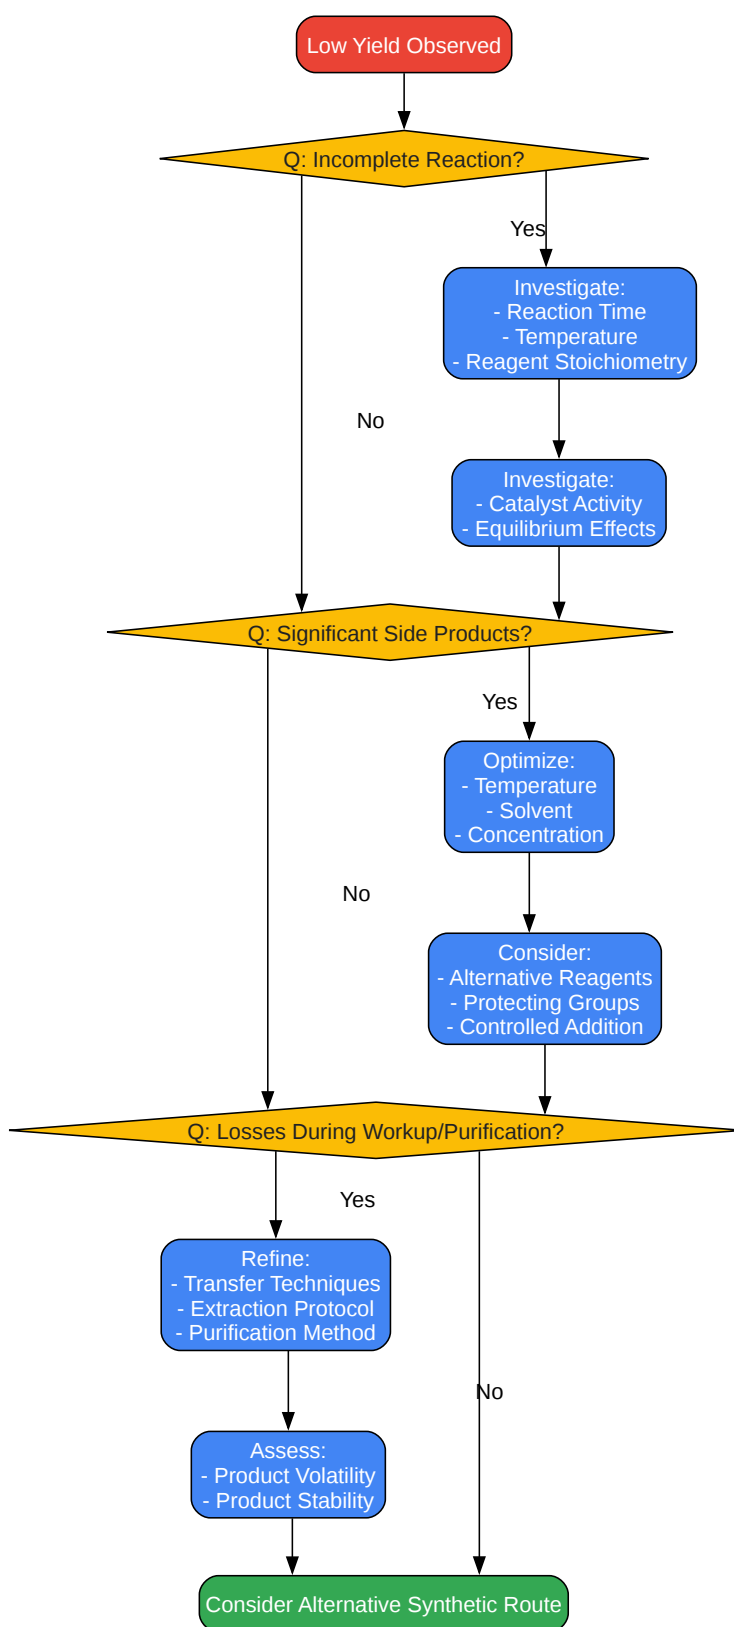 Low Yield Observed
Q: Incomplete Reaction?
Yes
Investigate:
- Reaction Time
- Temperature
- Reagent Stoichiometry
No
Investigate:
- Catalyst Activity
- Equilibrium Effects
Q: Significant Side Products?
Yes
Optimize:
- Temperature
- Solvent
- Concentration
No
Consider:
- Alternative Reagents
- Protecting Groups
- Controlled Addition
Q: Losses During Workup/Purification?
Yes
Refine:
- Transfer Techniques
- Extraction Protocol
- Purification Method
No
Assess:
- Product Volatility
- Product Stability
Consider Alternative Synthetic Route